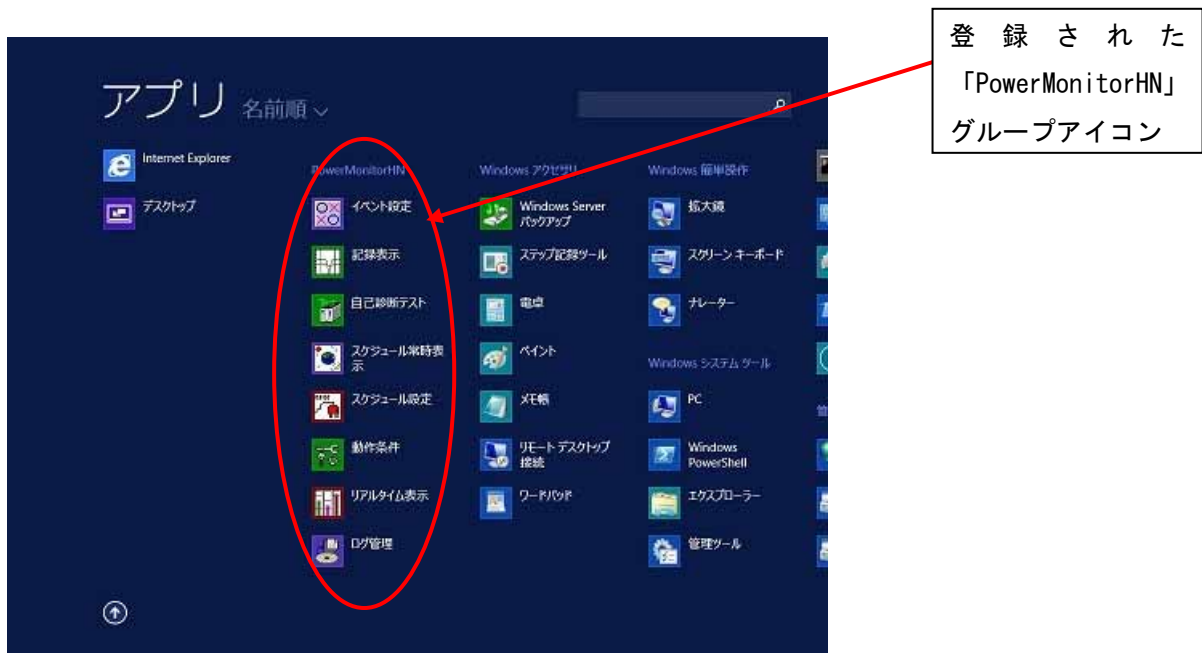 登録された
「PowerMonitorHN」
グループアイコン
アプリ 名前順
Internet Explorer
デスクトップ
PowerMonitorHN
イベント設定
記録表示
自己診断テスト
スケジュール常時表
示
スケジュール設定
動作条件
リアルタイム表示
ログ管理
Windows アクセサリ
Windows Server
バックアップ
ステップ記録ツール
電卓
ペイント
メモ帳
リモート デスクトップ
接続
ワードパッド
Windows 簡単操作
拡大鏡
スクリーン キーボード
ナレーター
Windows システム ツール
PC
Windows
PowerShell
エクスプローラー
管理ツール